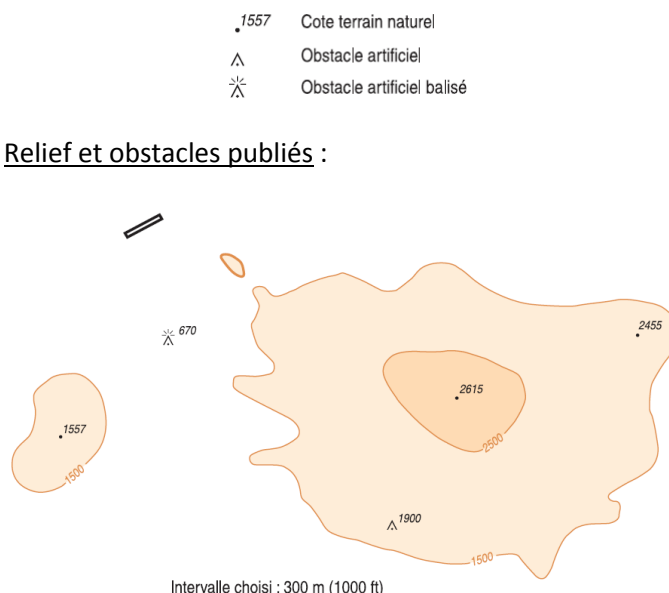 1557 Cote terrain naturel
Obstacle artificiel
Obstacle artificiel balisé
Relief et obstacles publiés :
670
2455
2615
1557
2500
1500
1900
1500
Intervalle choisi : 300 m (1000 ft)